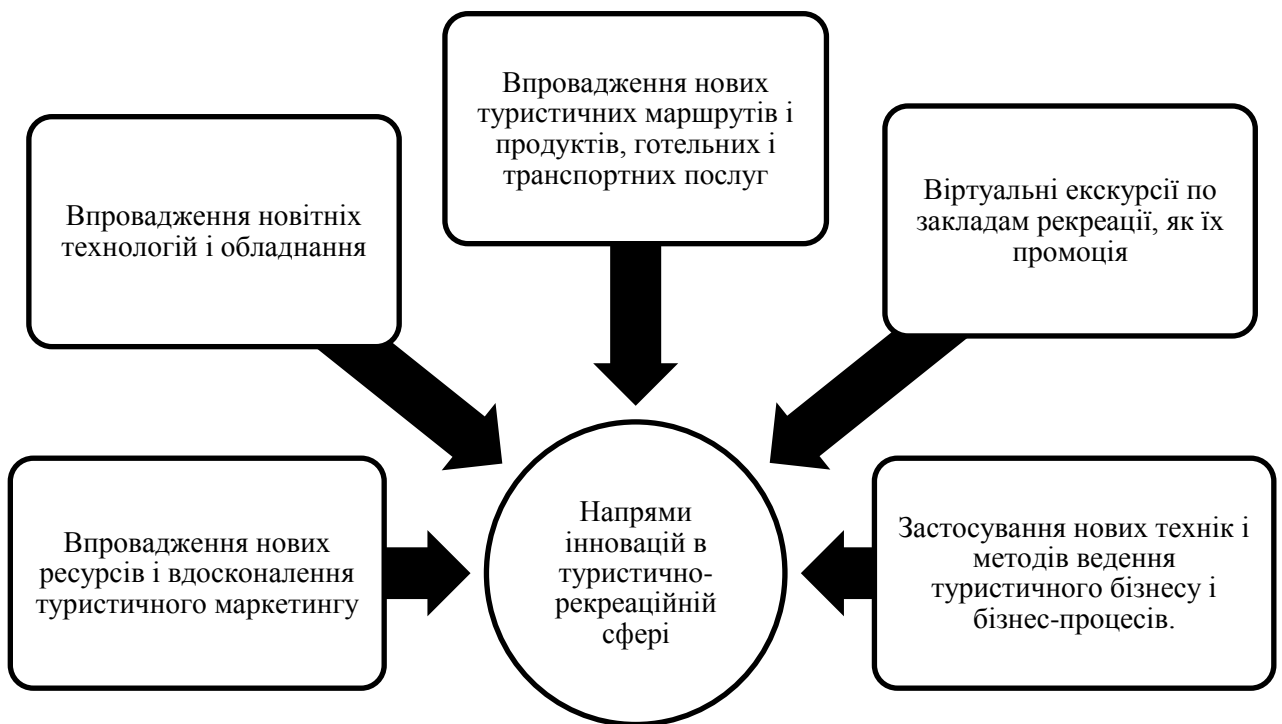 Впровадження нових
туристичних маршрутів і
продуктів, готельних і
транспортних послуг
Впровадження новітніх
технологій і обладнання
Віртуальні екскурсії по
закладам рекреації, як їх
промоція
Впровадження нових
ресурсів і вдосконалення
туристичного маркетингу
Напрями
інновацій в
туристично-
рекреаційній
сфері
Застосування нових технік і
методів ведення
туристичного бізнесу і
бізнес-процесів.